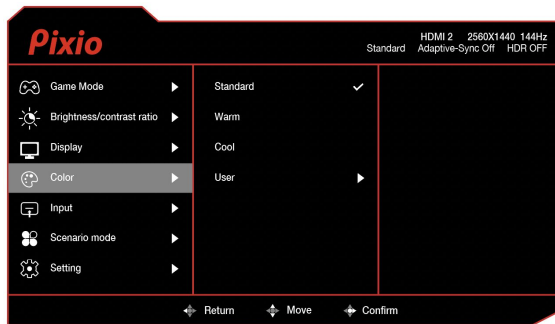 Pixio
HDMI 2 2560X1440 144Hz
Standard Adaptive-Sync Off HDR OFF
Game Mode
Brightness/contrast ratio
Display
Color
Input
Scenario mode
Setting
Standard
Warm
Cool
User
Return Move Confirm